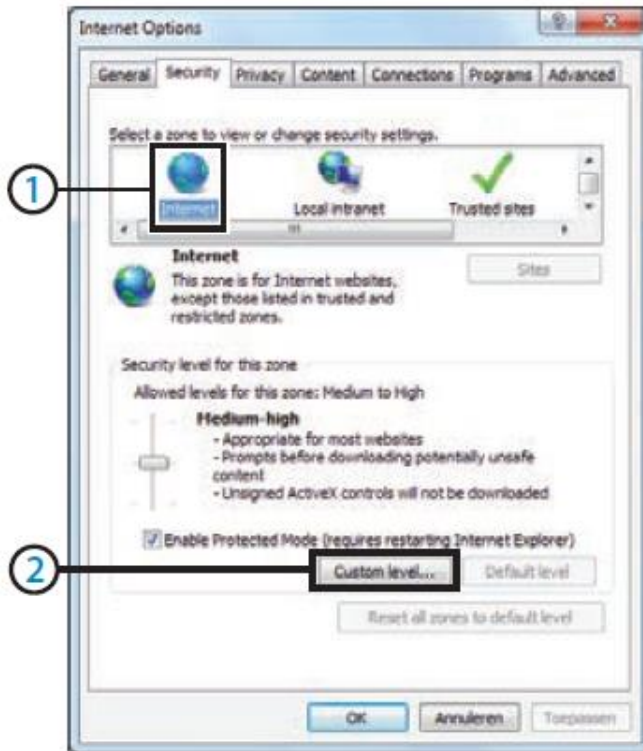 Internet Options
General Security Privacy Content Connections Programs Advanced
Select a zone to view or change security settings.
1
Internet Local intranet Trusted sites
Internet
This zone is for Internet websites,
except those listed in trusted and
restricted zones.
Sites
Security level for this zone
Allowed levels for this zone: Medium to High
Medium-high
- Appropriate for most websites
- Prompts before downloading potentially unsafe
content
- Unsigned ActiveX controls will not be downloaded
Enable Protected Mode (requires restarting Internet Explorer)
2
Custom level... Default level
Reset all zones to default level
OK Annuleren Toepassen